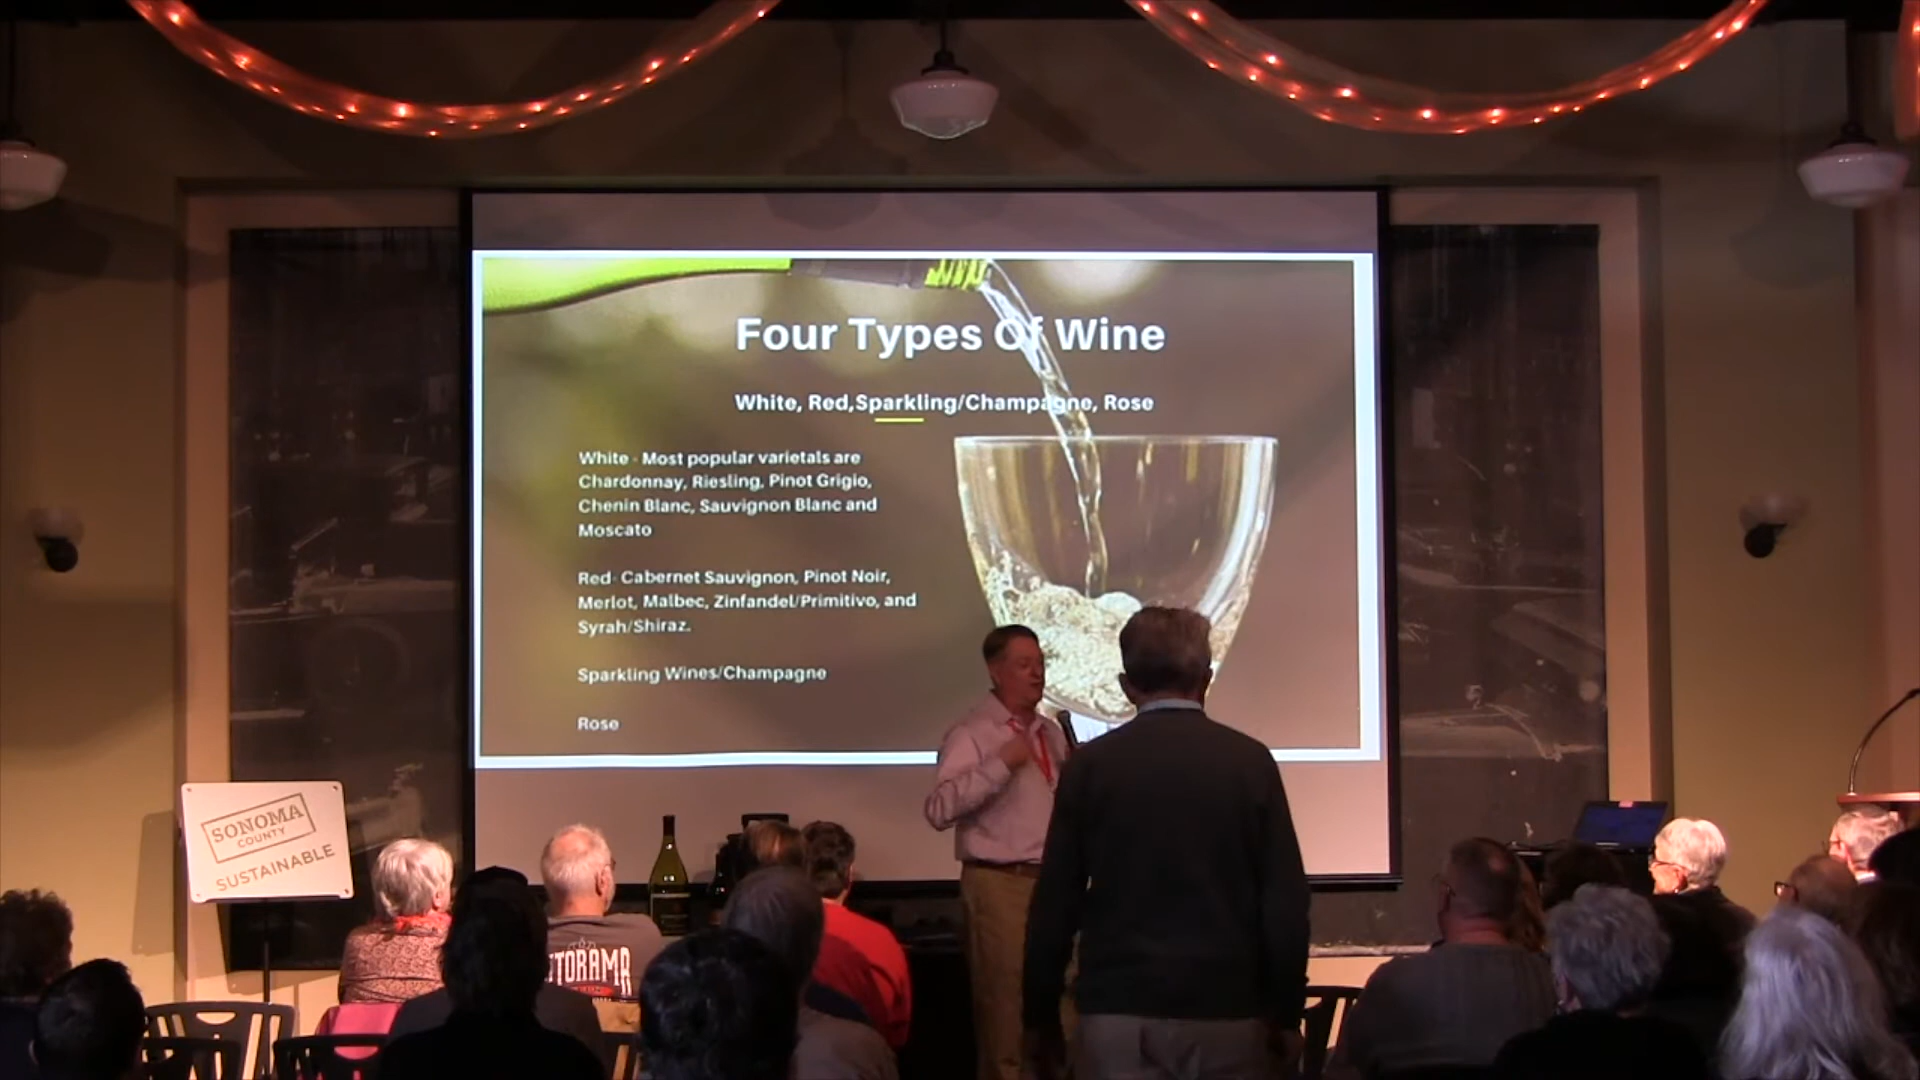 Four Types Of Wine
White, Red,Sparkling/Champagne, Rose
White - Most popular varietals are
Chardonnay, Riesling, Pinot Grigio,
Chenin Blanc, Sauvignon Blanc and
Moscato
Red- Cabernet Sauvignon, Pinot Noir,
Merlot, Malbec, Zinfandel/Primitivo, and
Syrah/Shiraz.
Sparkling Wines/Champagne
Rose
SONOMA
COUNTY
SUSTAINABLE
TORAMA